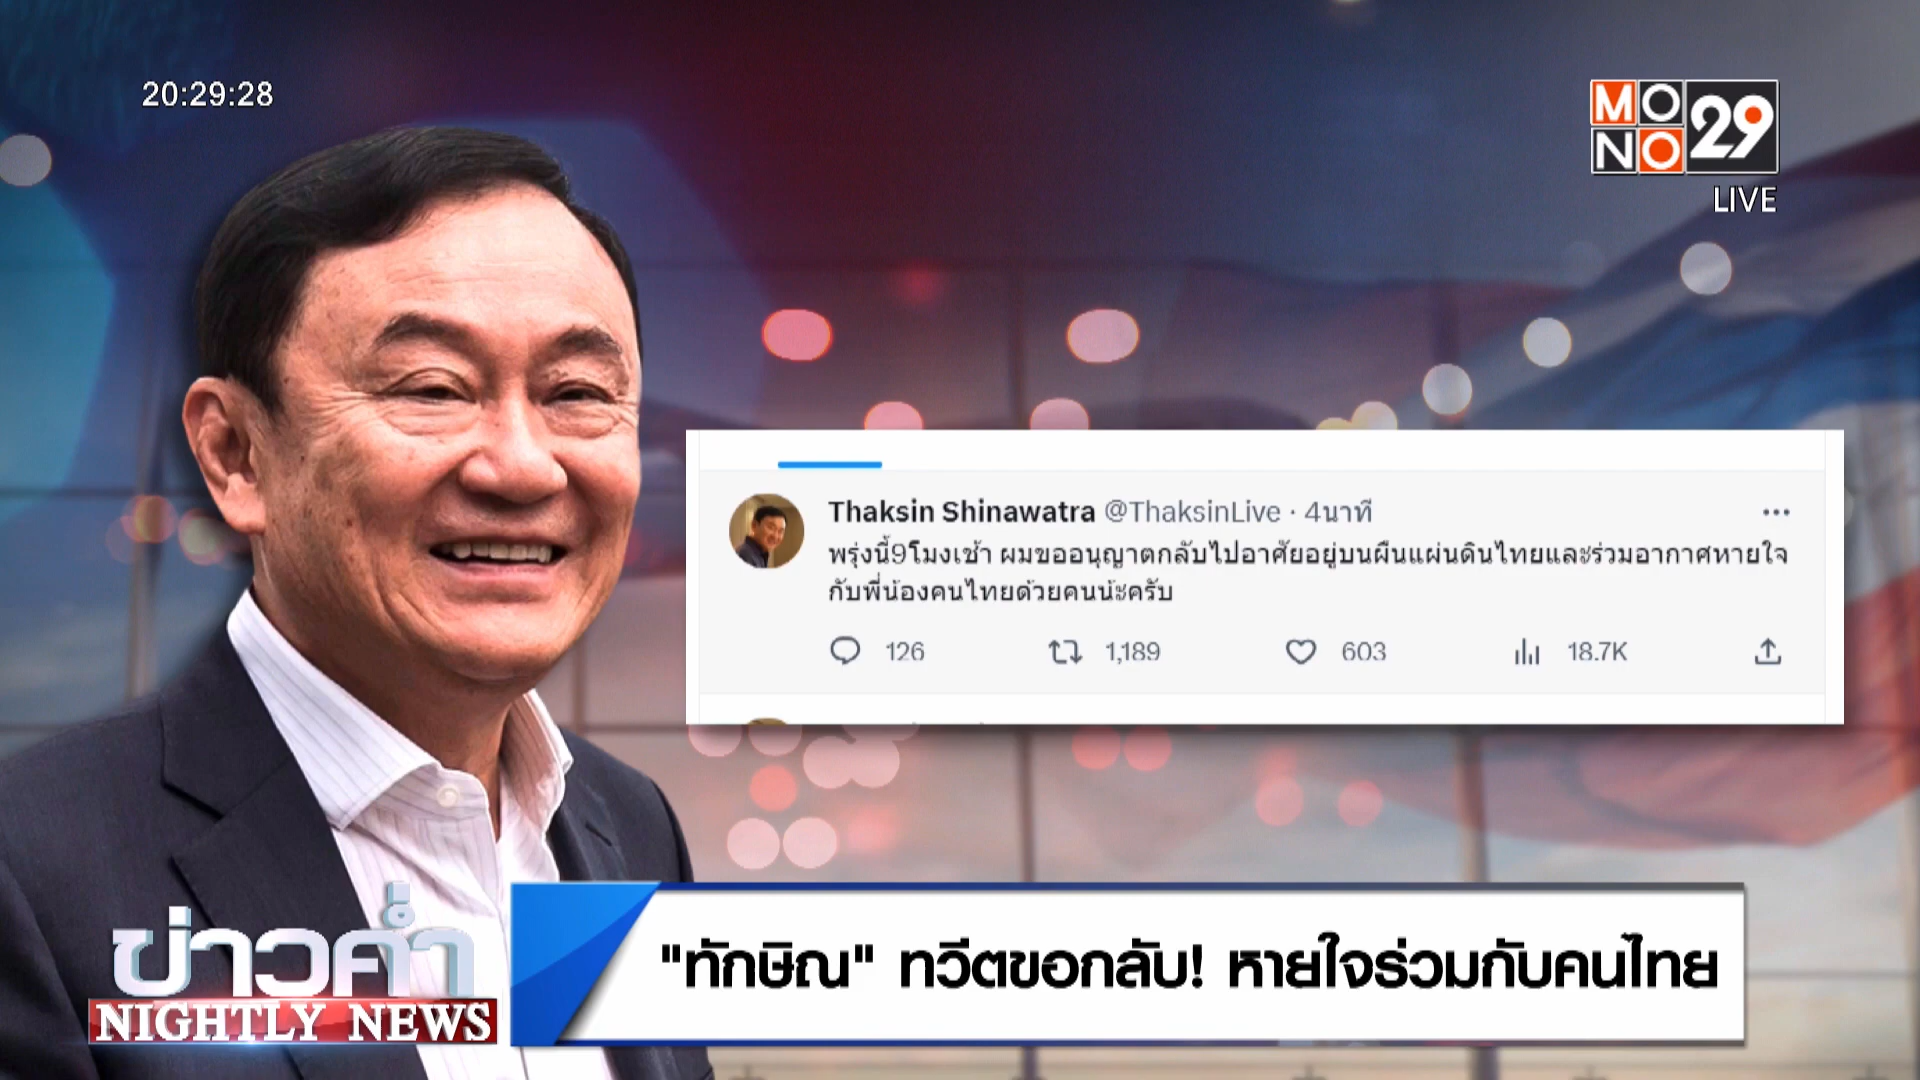 20:29:28
MONO 29
LIVE
Thaksin Shinawatra @ThaksinLive · 4นาที
พรุ่งนี้9โมงเช้า ผมขออนุญาตกลับไปอาศัยอยู่บนผืนแผ่นดินไทยและร่วมอากาศหายใจ
กับพี่น้องคนไทยด้วยคนน้ะครับ
126 1,189 603 18.7K
ข่าวค่ำ
NIGHTLY NEWS
"ทักษิณ" ทวีตขอกลับ! หายใจร่วมกับคนไทย